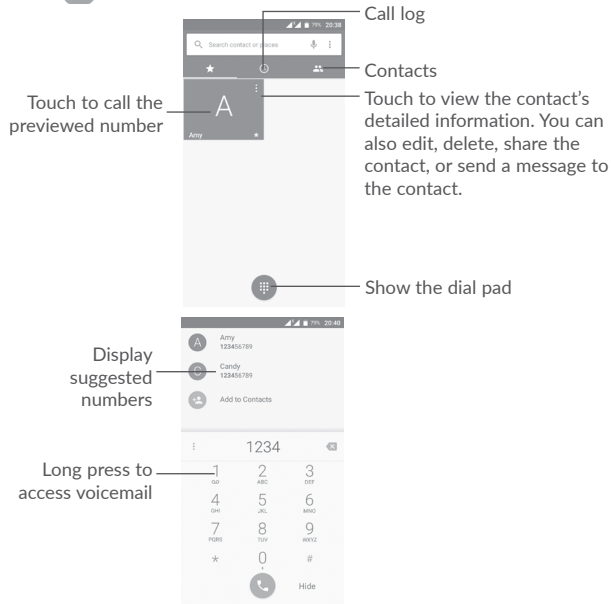 Call log
79% 20:38
Search contact or places
Contacts
Touch to call the
previewed number
A
Amy
Touch to view the contact's
detailed information. You can
also edit, delete, share the
contact, or send a message to
the contact.
Show the dial pad
79% 20:40
A
Amy
123456789
Display
suggested
numbers
C
Candy
123456789
Add to Contacts
1234
Long press to
access voicemail
1 2 3
ABC DEF
4 5 6
GHI JKL MNO
7 8 9
PQRS TUV WXYZ
* 0 #
+
Hide